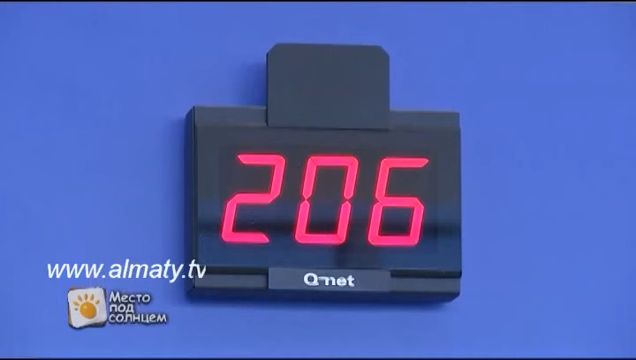 206
Q-net
www.almaty.tv
Место
под
солнцем